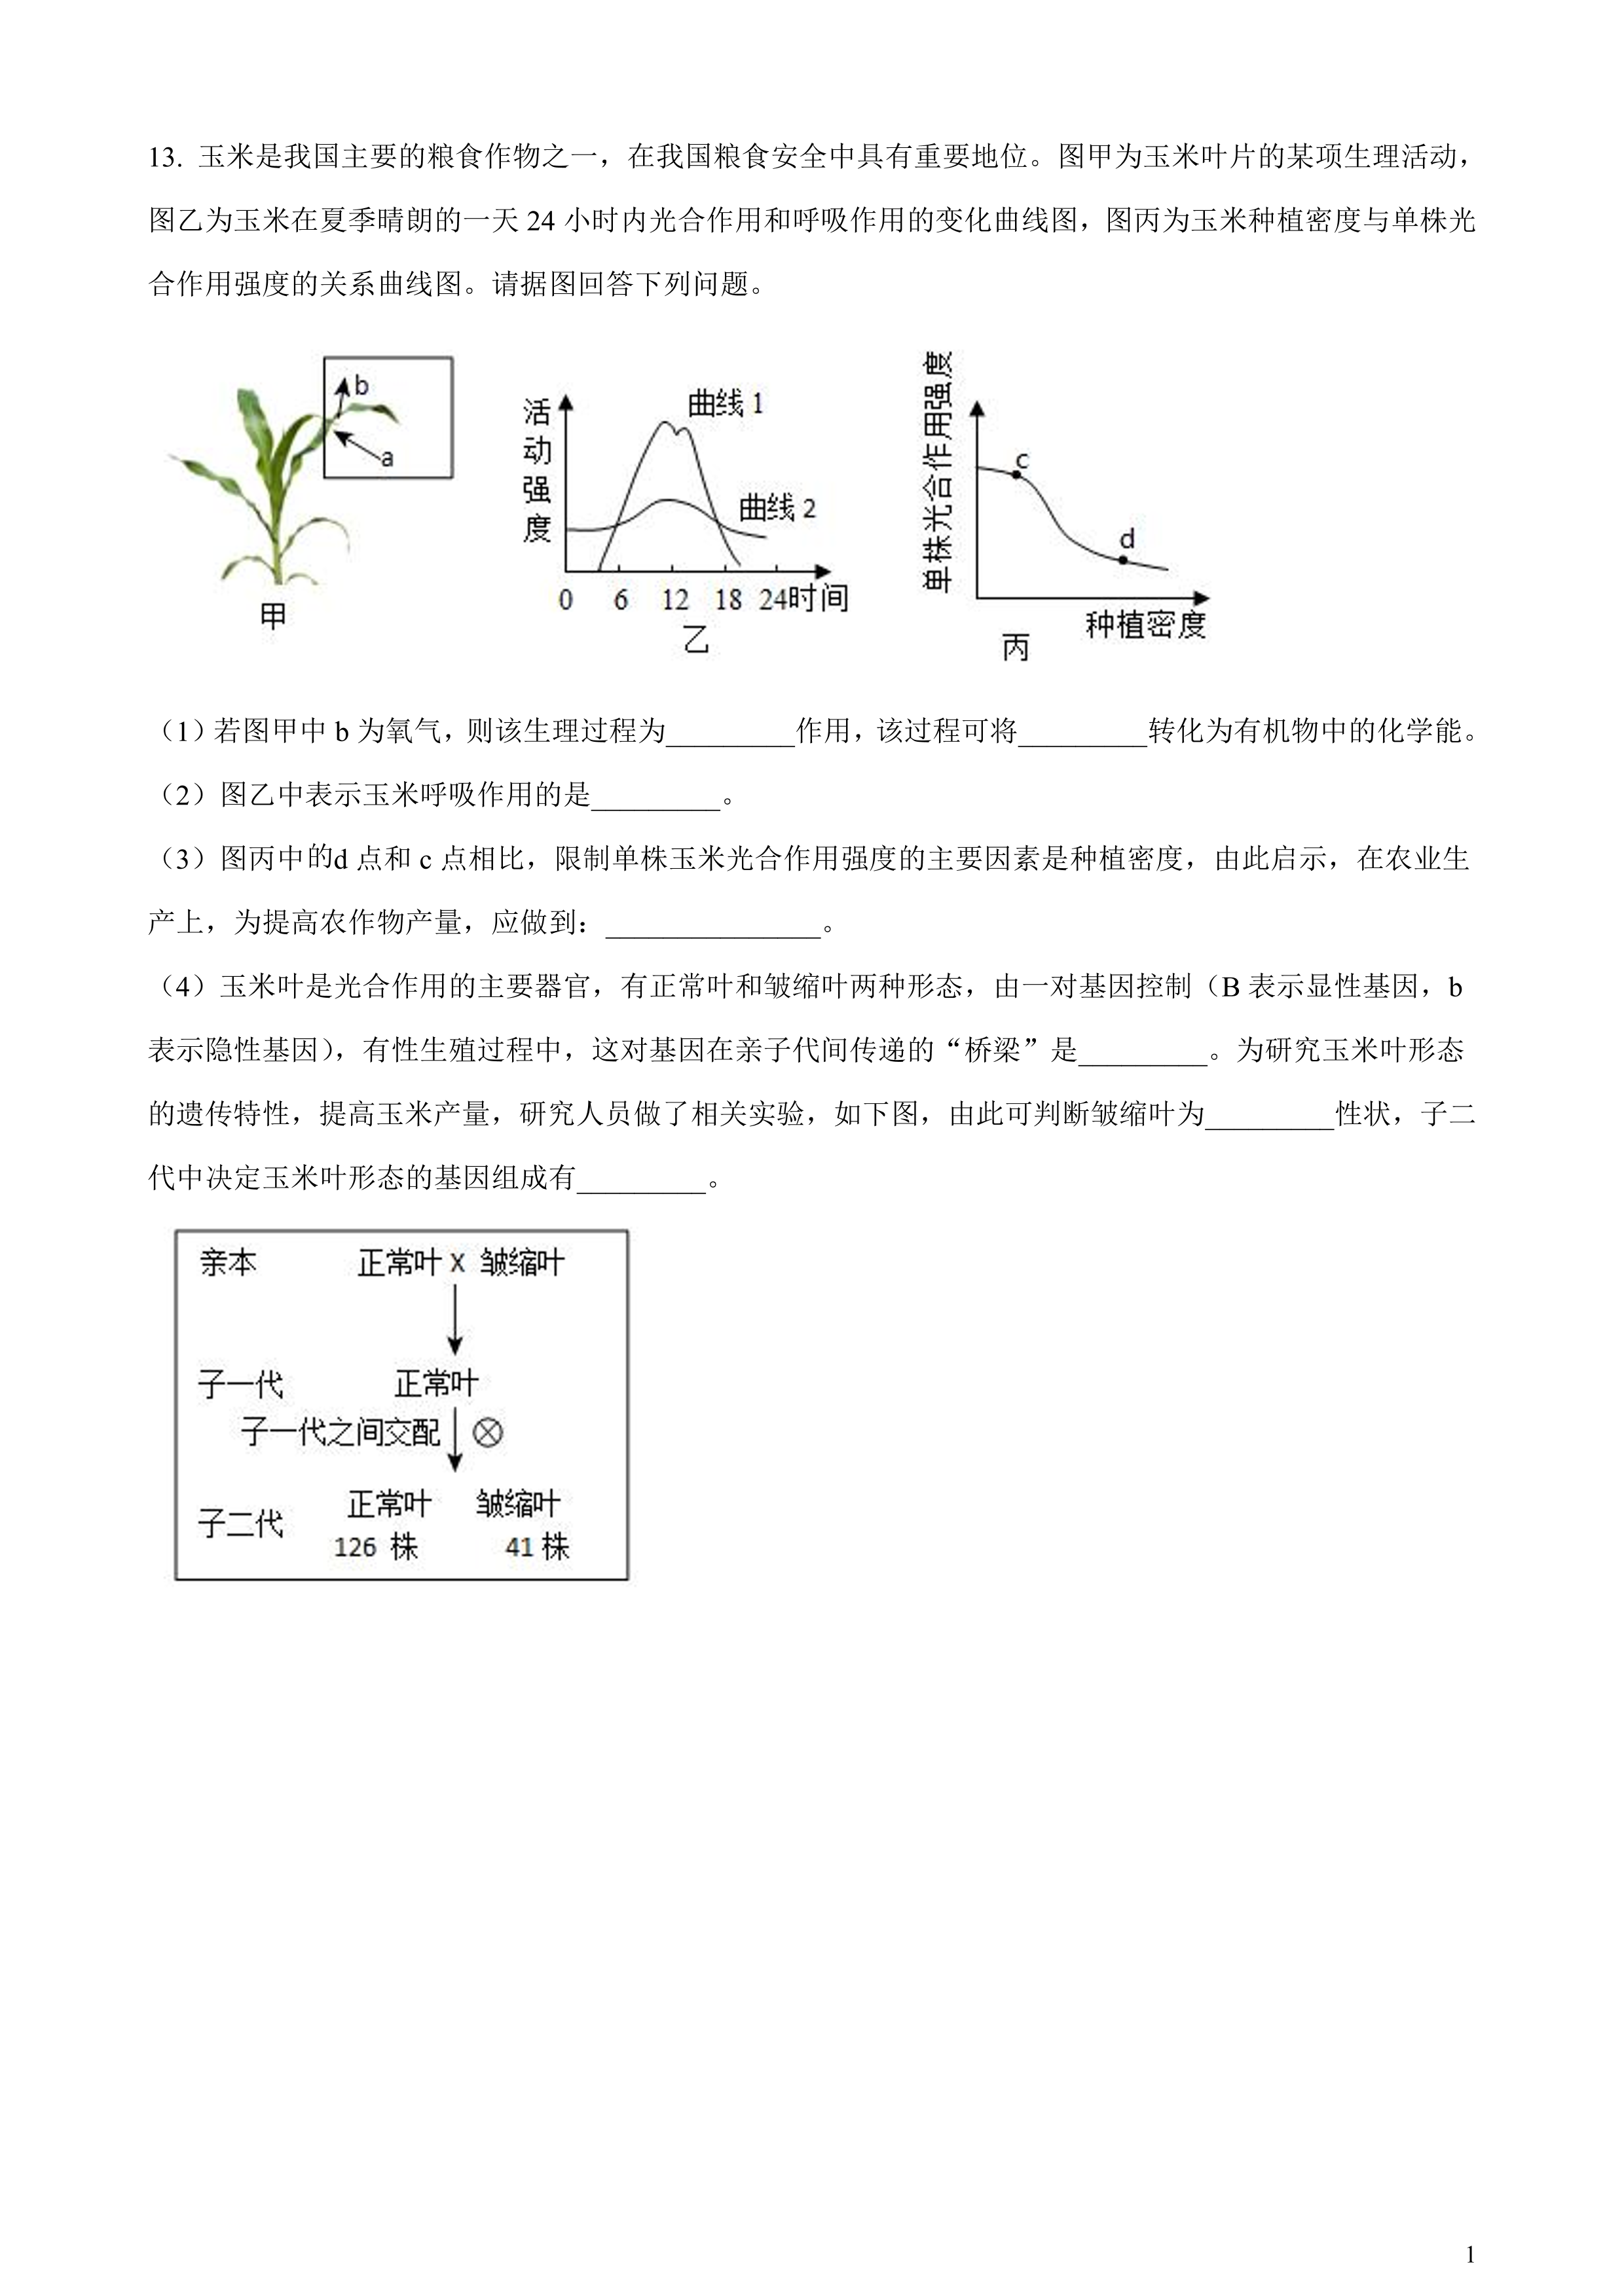 13. 玉米是我国主要的粮食作物之一，在我国粮食安全中具有重要地位。图甲为玉米叶片的某项生理活动，
图乙为玉米在夏季晴朗的一天 24 小时内光合作用和呼吸作用的变化曲线图，图丙为玉米种植密度与单株光
合作用强度的关系曲线图。请据图回答下列问题。
b
a
甲
活动强度
曲线 1
曲线 2
0 6 12 18 24时间
乙
单株光合作用强度
c
d
种植密度
丙
（1）若图甲中 b 为氧气，则该生理过程为_________作用，该过程可将_________转化为有机物中的化学能。
（2）图乙中表示玉米呼吸作用的是_________。
（3）图丙中的d 点和 c 点相比，限制单株玉米光合作用强度的主要因素是种植密度，由此启示，在农业生
产上，为提高农作物产量，应做到：_______________。
（4）玉米叶是光合作用的主要器官，有正常叶和皱缩叶两种形态，由一对基因控制（B 表示显性基因，b
表示隐性基因），有性生殖过程中，这对基因在亲子代间传递的“桥梁”是_________。为研究玉米叶形态
的遗传特性，提高玉米产量，研究人员做了相关实验，如下图，由此可判断皱缩叶为_________性状，子二
代中决定玉米叶形态的基因组成有_________。
亲本 正常叶 X 皱缩叶
子一代 正常叶
子一代之间交配
子二代 正常叶 皱缩叶
126 株 41 株
1